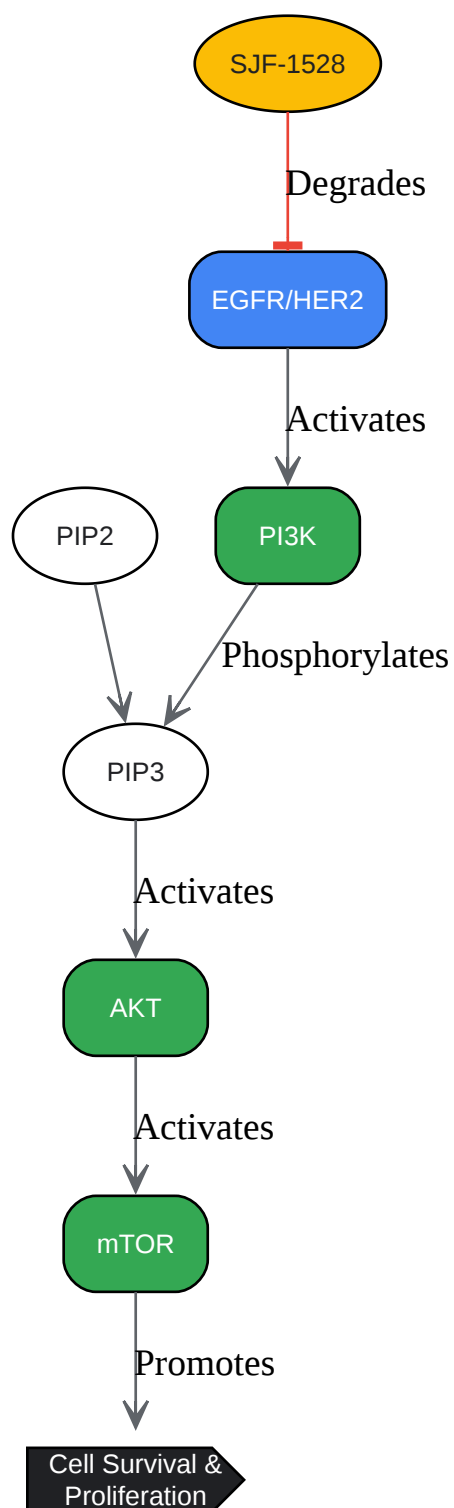 SJF-1528
Degrades
EGFR/HER2
Activates
PIP2
PI3K
Phosphorylates
PIP3
Activates
AKT
Activates
mTOR
Promotes
Cell Survival &
Proliferation